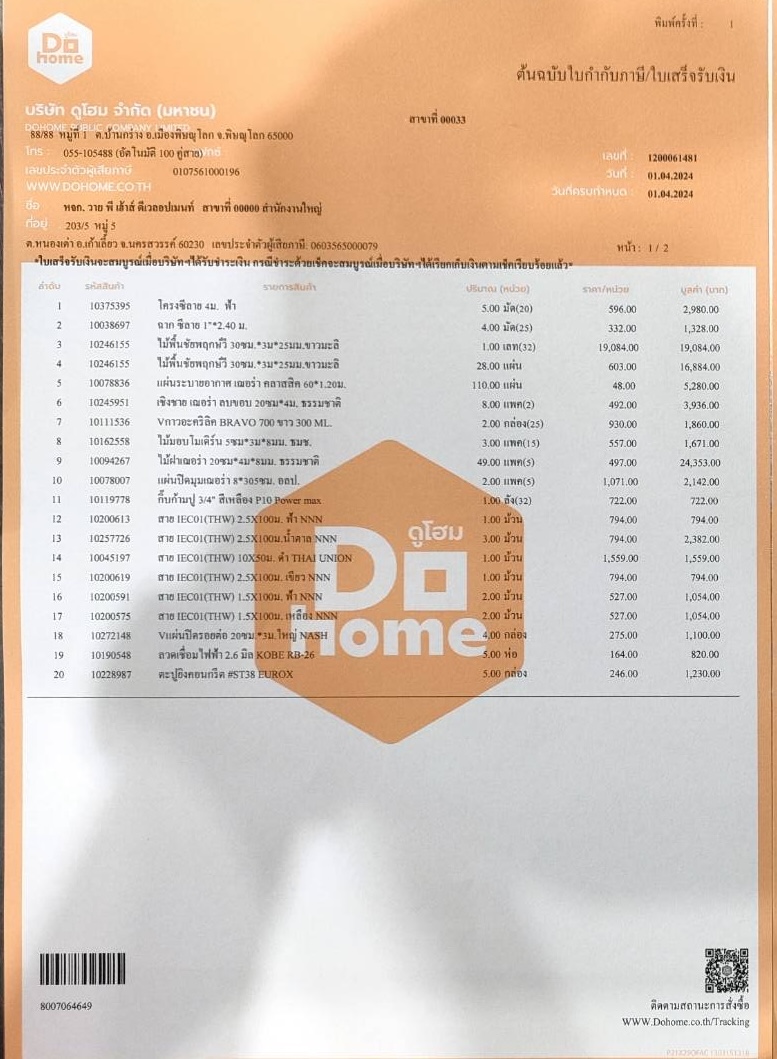 พิมพ์ครั้งที่ : 1
ดูโฮม
Do
home
ต้นฉบับใบกำกับภาษี/ใบเสร็จรับเงิน
บริษัท ดูโฮม จำกัด (มหาชน)
DOHOME PUBLIC COMPANY LIMITED
สาขาที่ 00033
88/88 หมู่ที่ 1 ต.บ้านกร่าง อ.เมืองพิษณุโลก จ.พิษณุโลก 65000
โทร : 055-105488 (อัตโนมัติ 100 คู่สาย)
เลขที่ : 1200061481
เลขประจำตัวผู้เสียภาษี 0107561000196
วันที่ : 01.04.2024
WWW.DOHOME.CO.TH
วันที่ครบกำหนด : 01.04.2024
ชื่อ หจก. วาย พี เฮ้าส์ ดีเวลอปเมนท์ สาขาที่ 00000 สำนักงานใหญ่
ที่อยู่ 203/5 หมู่ 5
ต.หนองเต่า อ.เก้าเลี้ยว จ.นครสวรรค์ 60230 เลขประจำตัวผู้เสียภาษี: 0603565000079
หน้า : 1 / 2
*ใบเสร็จรับเงินจะสมบูรณ์เมื่อบริษัทฯได้รับชำระเงิน กรณีชำระด้วยเช็คจะสมบูรณ์เมื่อบริษัทฯได้เรียกเก็บเงินตามเช็คเรียบร้อยแล้ว*
ลำดับ รหัสสินค้า รายการสินค้า ปริมาณ (หน่วย) ราคา/หน่วย มูลค่า (บาท)
1 10375395 โครงซีลาย 4ม. ฟ้า 5.00 มัด(20) 596.00 2,980.00
2 10038697 ฉาก ซีลาย 1"*2.40 ม. 4.00 มัด(25) 332.00 1,328.00
3 10246155 ไม้พื้นชัยพฤกษ์วี 30ซม.*3ม*25มม.ขาวมะลิ 1.00 เลท(32) 19,084.00 19,084.00
4 10246155 ไม้พื้นชัยพฤกษ์วี 30ซม.*3ม*25มม.ขาวมะลิ 28.00 แผ่น 603.00 16,884.00
5 10078836 แผ่นระบายอากาศ เฌอร่า คลาสสิค 60*1.20ม. 110.00 แผ่น 48.00 5,280.00
6 10245951 เชิงชาย เฌอร่า ลบขอบ 20ซม*4ม. ธรรมชาติ 8.00 แพค(2) 492.00 3,936.00
7 10111536 Vกาวอะคริลิค BRAVO 700 ขาว 300 ML. 2.00 กล่อง(25) 930.00 1,860.00
8 10162558 ไม้มอบโมเดิร์น 5ซม*3ม*8มม. ธมช. 3.00 แพค(15) 557.00 1,671.00
9 10094267 ไม้ฝาเฌอร่า 20ซม*4ม*8มม. ธรรมชาติ 49.00 แพค(5) 497.00 24,353.00
10 10078007 แผ่นปิดมุมเฌอร่า 8*305ซม. อลป. 2.00 แพค(5) 1,071.00 2,142.00
11 10119778 กิ๊บก้ามปู 3/4" สีเหลือง P10 Power max 1.00 ลัง(32) 722.00 722.00
12 10200613 สาย IEC01(THW) 2.5X100ม. ฟ้า NNN 1.00 ม้วน 794.00 794.00
13 10257726 สาย IEC01(THW) 2.5X100ม.น้ำตาล NNN 3.00 ม้วน 794.00 2,382.00
14 10045197 สาย IEC01(THW) 10X50ม. ดำ THAI UNION 1.00 ม้วน 1,559.00 1,559.00
15 10200619 สาย IEC01(THW) 2.5X100ม. เขียว NNN 1.00 ม้วน 794.00 794.00
16 10200591 สาย IEC01(THW) 1.5X100ม. ฟ้า NNN 2.00 ม้วน 527.00 1,054.00
17 10200575 สาย IEC01(THW) 1.5X100ม. เหลือง NNN 2.00 ม้วน 527.00 1,054.00
18 10272148 Vแผ่นปิดรอยต่อ 20ซม.*3ม.ใหญ่ NASH 4.00 กล่อง 275.00 1,100.00
19 10190548 ลวดเชื่อมไฟฟ้า 2.6 มิล KOBE RB-26 5.00 ห่อ 164.00 820.00
20 10228987 ตะปูยิงคอนกรีต #ST38 EUROX 5.00 กล่อง 246.00 1,230.00
ดูโฮม
Do
Home
8007064649
ติดตามสถานะการสั่งซื้อ
WWW.Dohome.co.th/Tracking